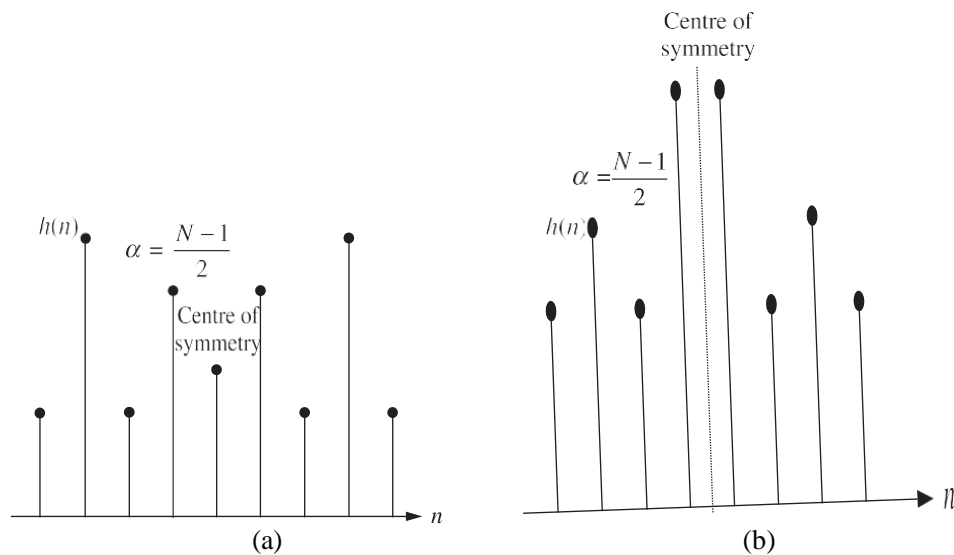 h(n)
α = N − 1
2
Centre of
symmetry
n
(a)
Centre of
symmetry
α = N − 1
2
h(n)
n
(b)